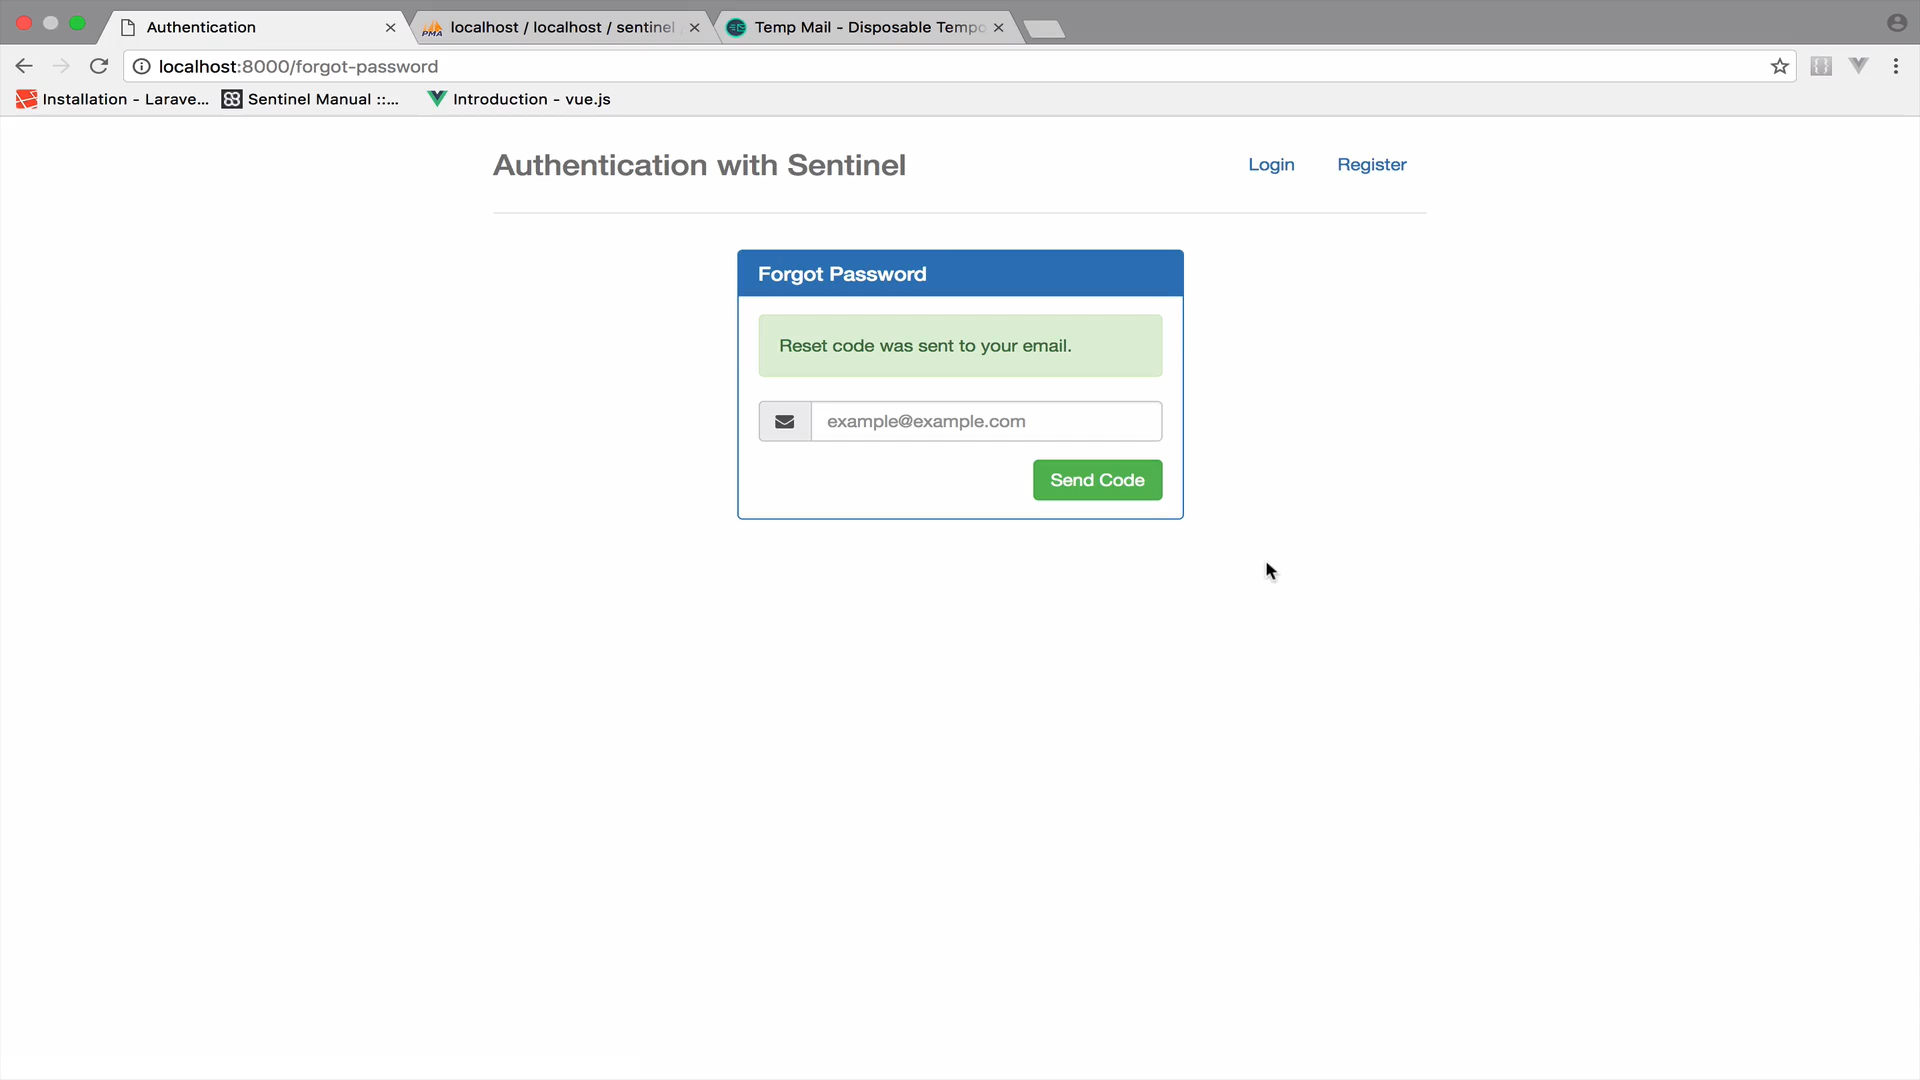 Authentication
localhost / localhost / sentinel
Temp Mail - Disposable Tempo
localhost:8000/forgot-password
Installation - Larave...
Sentinel Manual ::...
Introduction - vue.js
Authentication with Sentinel
Login
Register
Forgot Password
Reset code was sent to your email.
example@example.com
Send Code